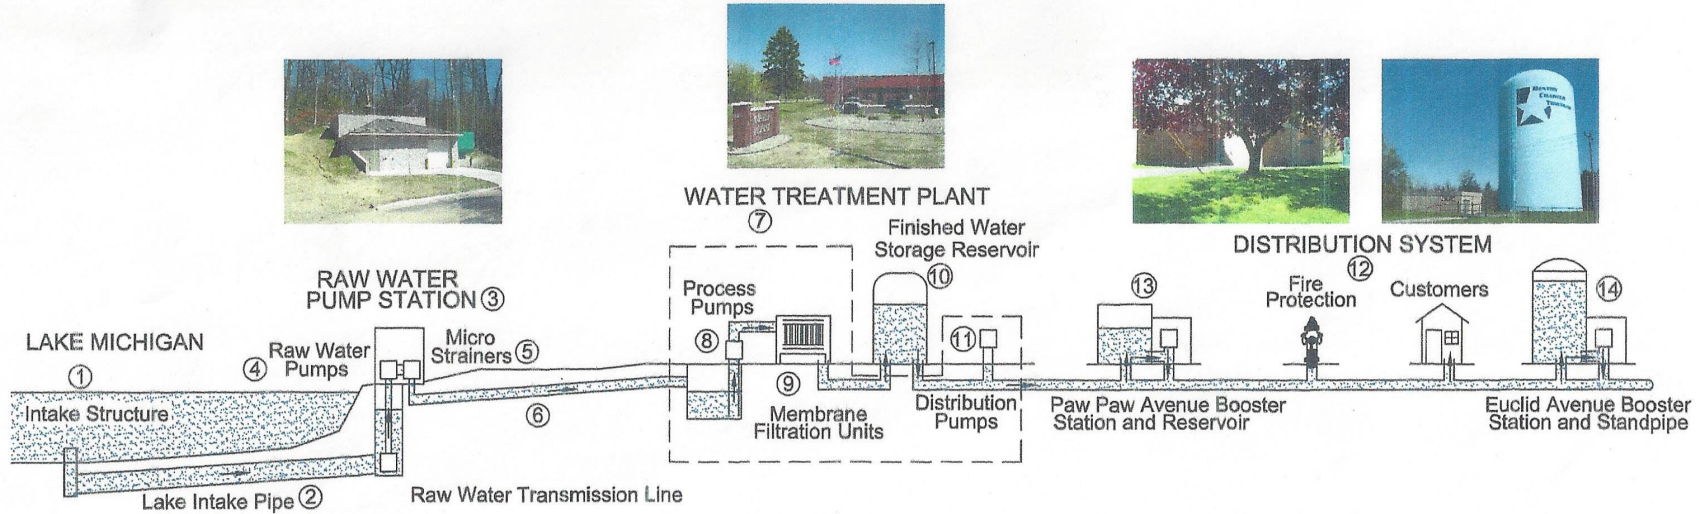 WATER TREATMENT PLANT
⑦
Finished Water
Storage Reservoir
⑩
DISTRIBUTION SYSTEM
⑫
RAW WATER
PUMP STATION ③
Process
Pumps
⑧
⑬
Fire
Protection
Customers
⑭
LAKE MICHIGAN
①
④
Raw Water
Pumps
Micro
Strainers ⑤
⑪
Intake Structure
⑥
⑨
Membrane
Filtration Units
Distribution
Pumps
Paw Paw Avenue Booster
Station and Reservoir
Euclid Avenue Booster
Station and Standpipe
Lake Intake Pipe ②
Raw Water Transmission Line
BENTON
CHARTER
TOWNSHIP